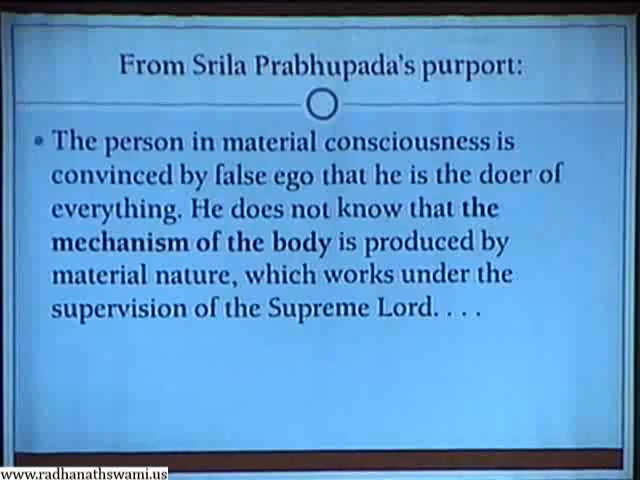 From Srila Prabhupada's purport:
• The person in material consciousness is
convinced by false ego that he is the doer of
everything. He does not know that the
mechanism of the body is produced by
material nature, which works under the
supervision of the Supreme Lord. . . .
www.radhanathswami.us